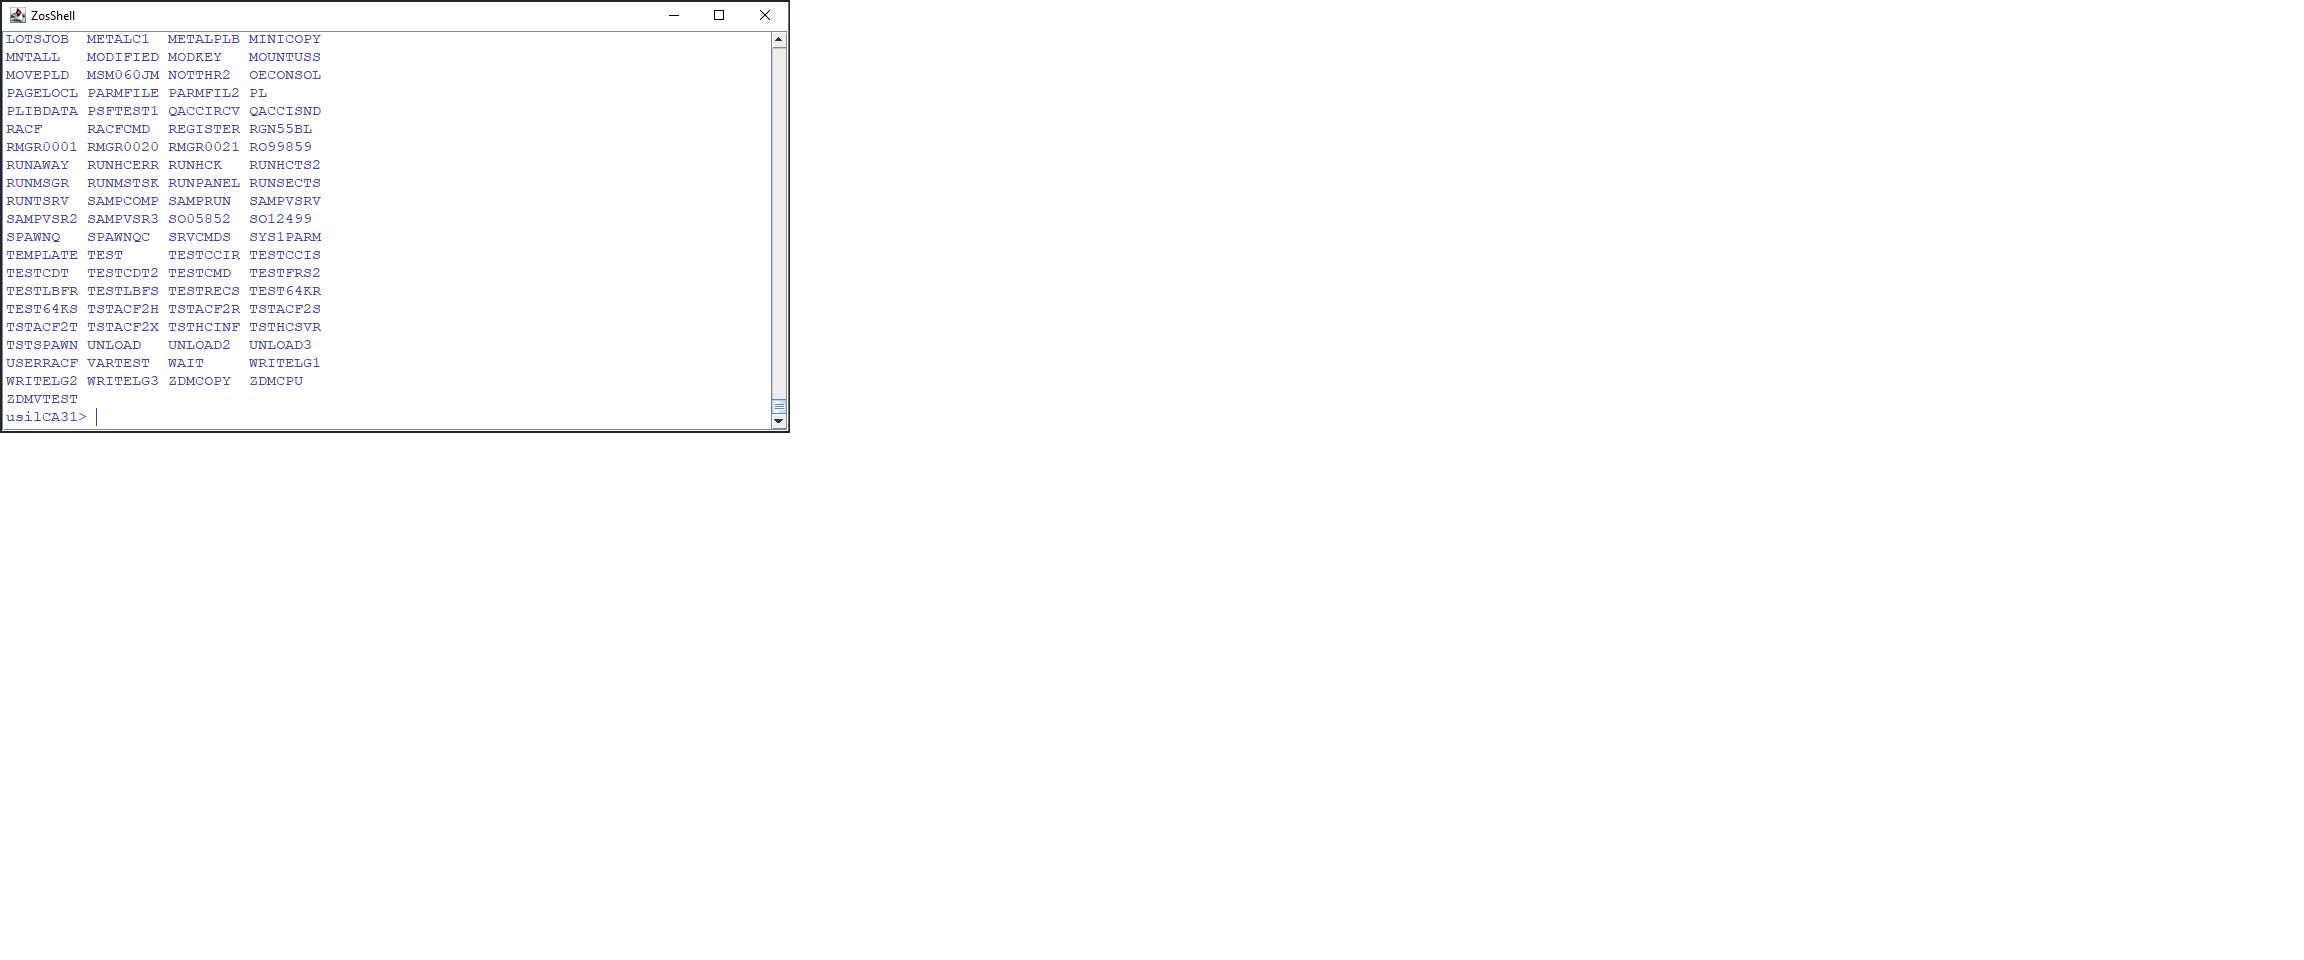 ZosShell
LOTSJOB METALC1 METALPLB MINICOPY
MNTALL MODIFIED MODKEY MOUNTUSS
MOVEPLD MSM060JM NOTTHR2 OECONSOL
PAGELOCL PARMFILE PARMFIL2 PL
PLIBDATA PSFTEST1 QACCIRCV QACCISND
RACF RACFCMD REGISTER RGN55BL
RMGR0001 RMGR0020 RMGR0021 RO99859
RUNAWAY RUNHCERR RUNHCK RUNHCTS2
RUNMSGR RUNMSTSK RUNPANEL RUNSECTS
RUNTSRV SAMPCOMP SAMPRUN SAMPVSRV
SAMPVSR2 SAMPVSR3 SO05852 SO12499
SPAWNQ SPAWNQC SRVCMDS SYS1PARM
TEMPLATE TEST TESTCCIR TESTCCIS
TESTCDT TESTCDT2 TESTCMD TESTFRS2
TESTLBFR TESTLBFS TESTRECS TEST64KR
TEST64KS TSTACF2H TSTACF2R TSTACF2S
TSTACF2T TSTACF2X TSTHCINF TSTHCSVR
TSTSPAWN UNLOAD UNLOAD2 UNLOAD3
USERRACF VARTEST WAIT WRITELG1
WRITELG2 WRITELG3 ZDMCOPY ZDMCPU
ZDMVTEST
usilCA31>